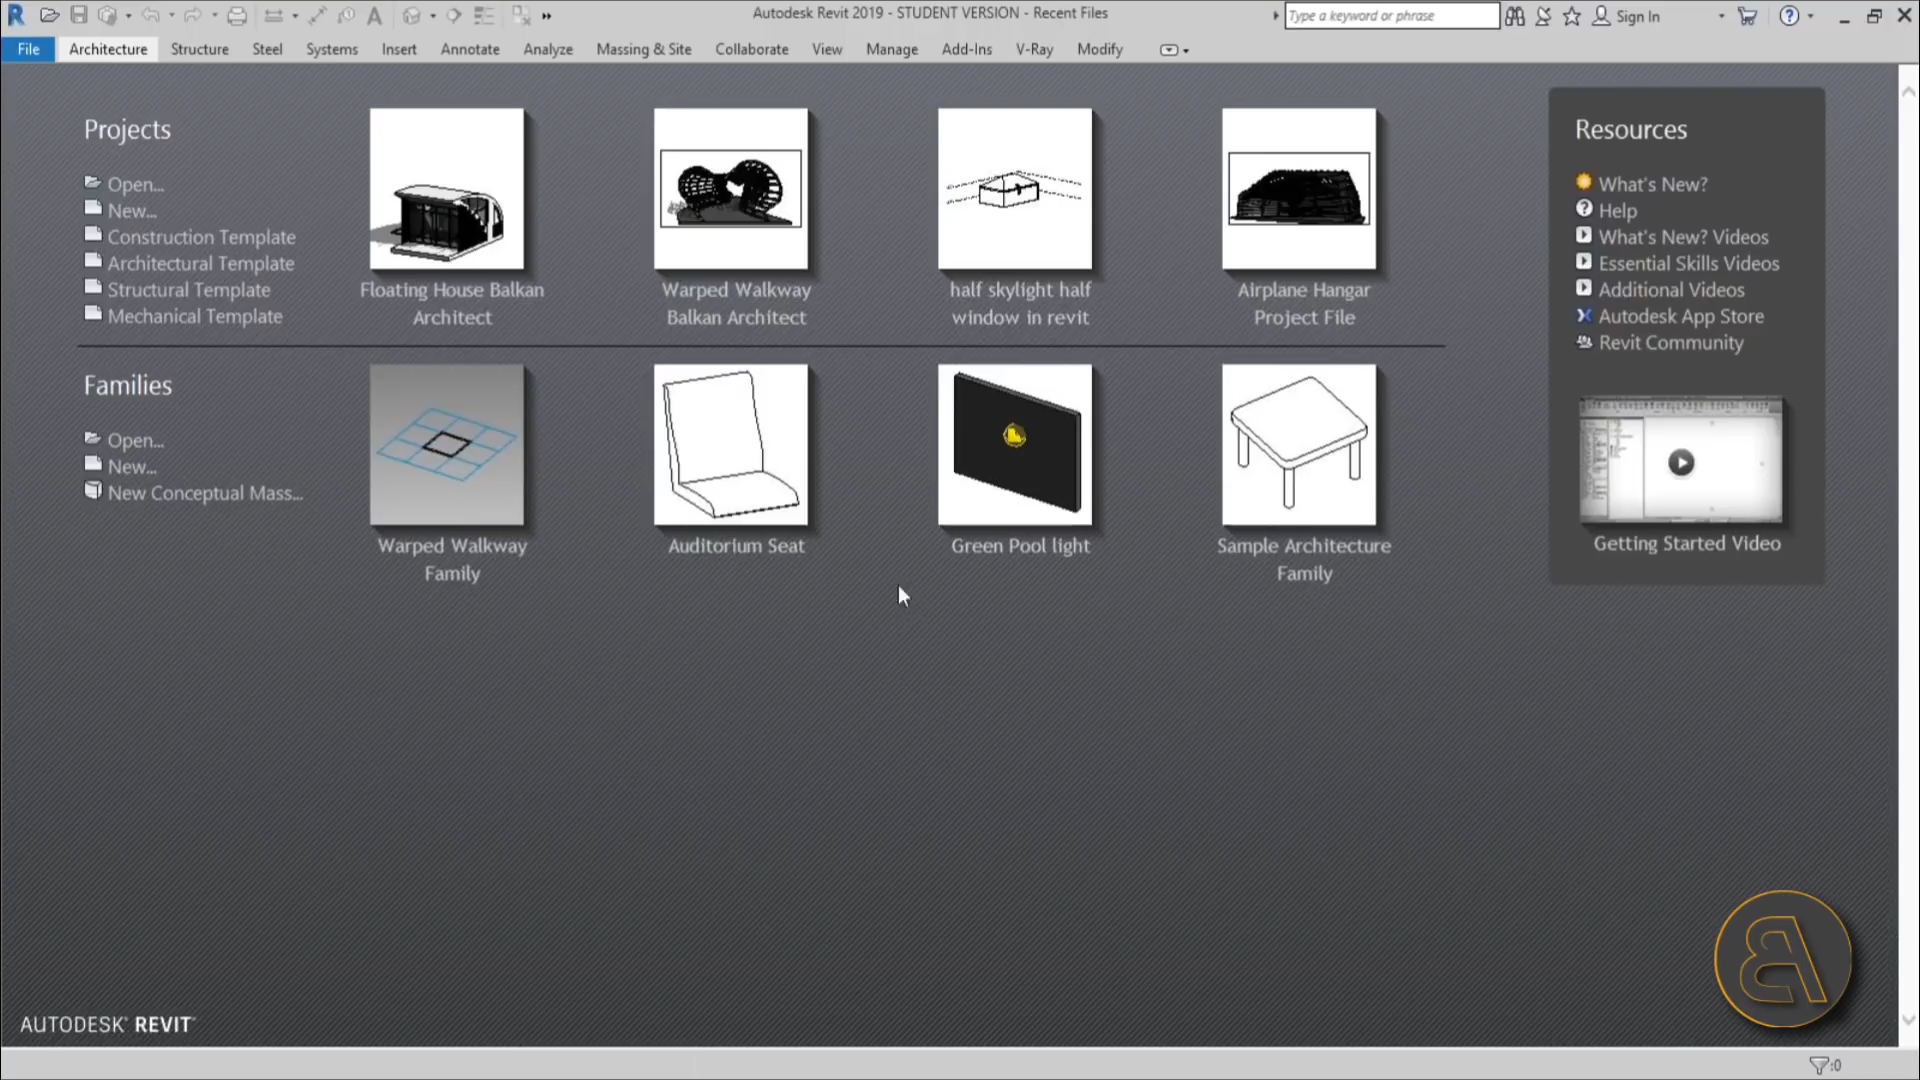 Autodesk Revit 2019 - STUDENT VERSION - Recent Files
Type a keyword or phrase
Sign In
File
Architecture
Structure
Steel
Systems
Insert
Annotate
Analyze
Massing & Site
Collaborate
View
Manage
Add-Ins
V-Ray
Modify
Projects
Open...
New...
Construction Template
Architectural Template
Structural Template
Mechanical Template
Floating House Balkan
Architect
Warped Walkway
Balkan Architect
half skylight half
window in revit
Airplane Hangar
Project File
Families
Open...
New...
New Conceptual Mass...
Warped Walkway
Family
Auditorium Seat
Green Pool light
Sample Architecture
Family
Resources
What's New?
Help
What's New? Videos
Essential Skills Videos
Additional Videos
Autodesk App Store
Revit Community
Getting Started Video
AUTODESK® REVIT®
:0